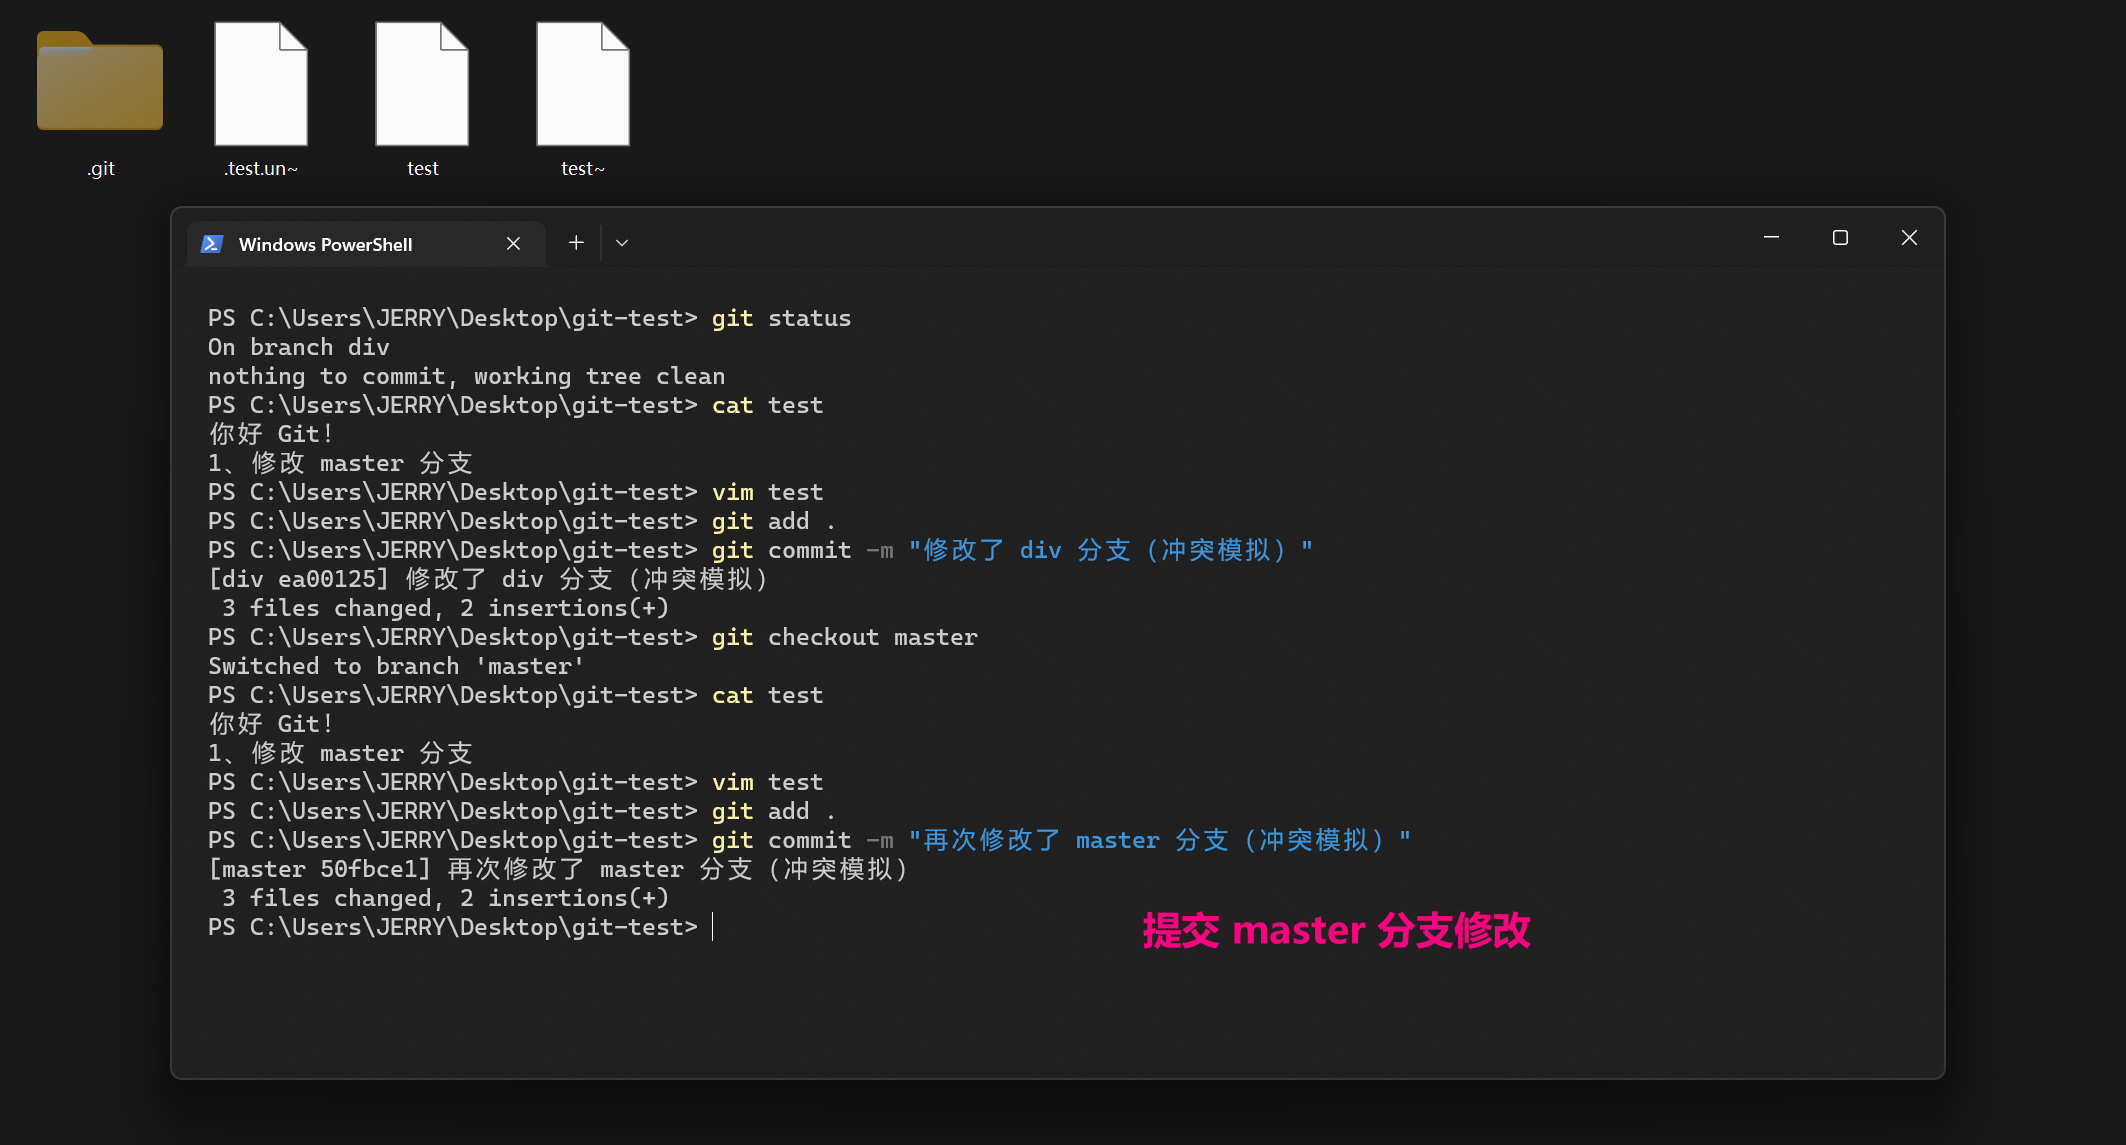 .git
.test.un~
test
test~
Windows PowerShell
PS C:\Users\JERRY\Desktop\git-test> git status
On branch div
nothing to commit, working tree clean
PS C:\Users\JERRY\Desktop\git-test> cat test
你好 Git!
1、修改 master 分支
PS C:\Users\JERRY\Desktop\git-test> vim test
PS C:\Users\JERRY\Desktop\git-test> git add .
PS C:\Users\JERRY\Desktop\git-test> git commit -m "修改了 div 分支（冲突模拟）"
[div ea00125] 修改了 div 分支（冲突模拟）
 3 files changed, 2 insertions(+)
PS C:\Users\JERRY\Desktop\git-test> git checkout master
Switched to branch 'master'
PS C:\Users\JERRY\Desktop\git-test> cat test
你好 Git!
1、修改 master 分支
PS C:\Users\JERRY\Desktop\git-test> vim test
PS C:\Users\JERRY\Desktop\git-test> git add .
PS C:\Users\JERRY\Desktop\git-test> git commit -m "再次修改了 master 分支（冲突模拟）"
[master 50fbce1] 再次修改了 master 分支（冲突模拟）
 3 files changed, 2 insertions(+)
PS C:\Users\JERRY\Desktop\git-test>
提交 master 分支修改